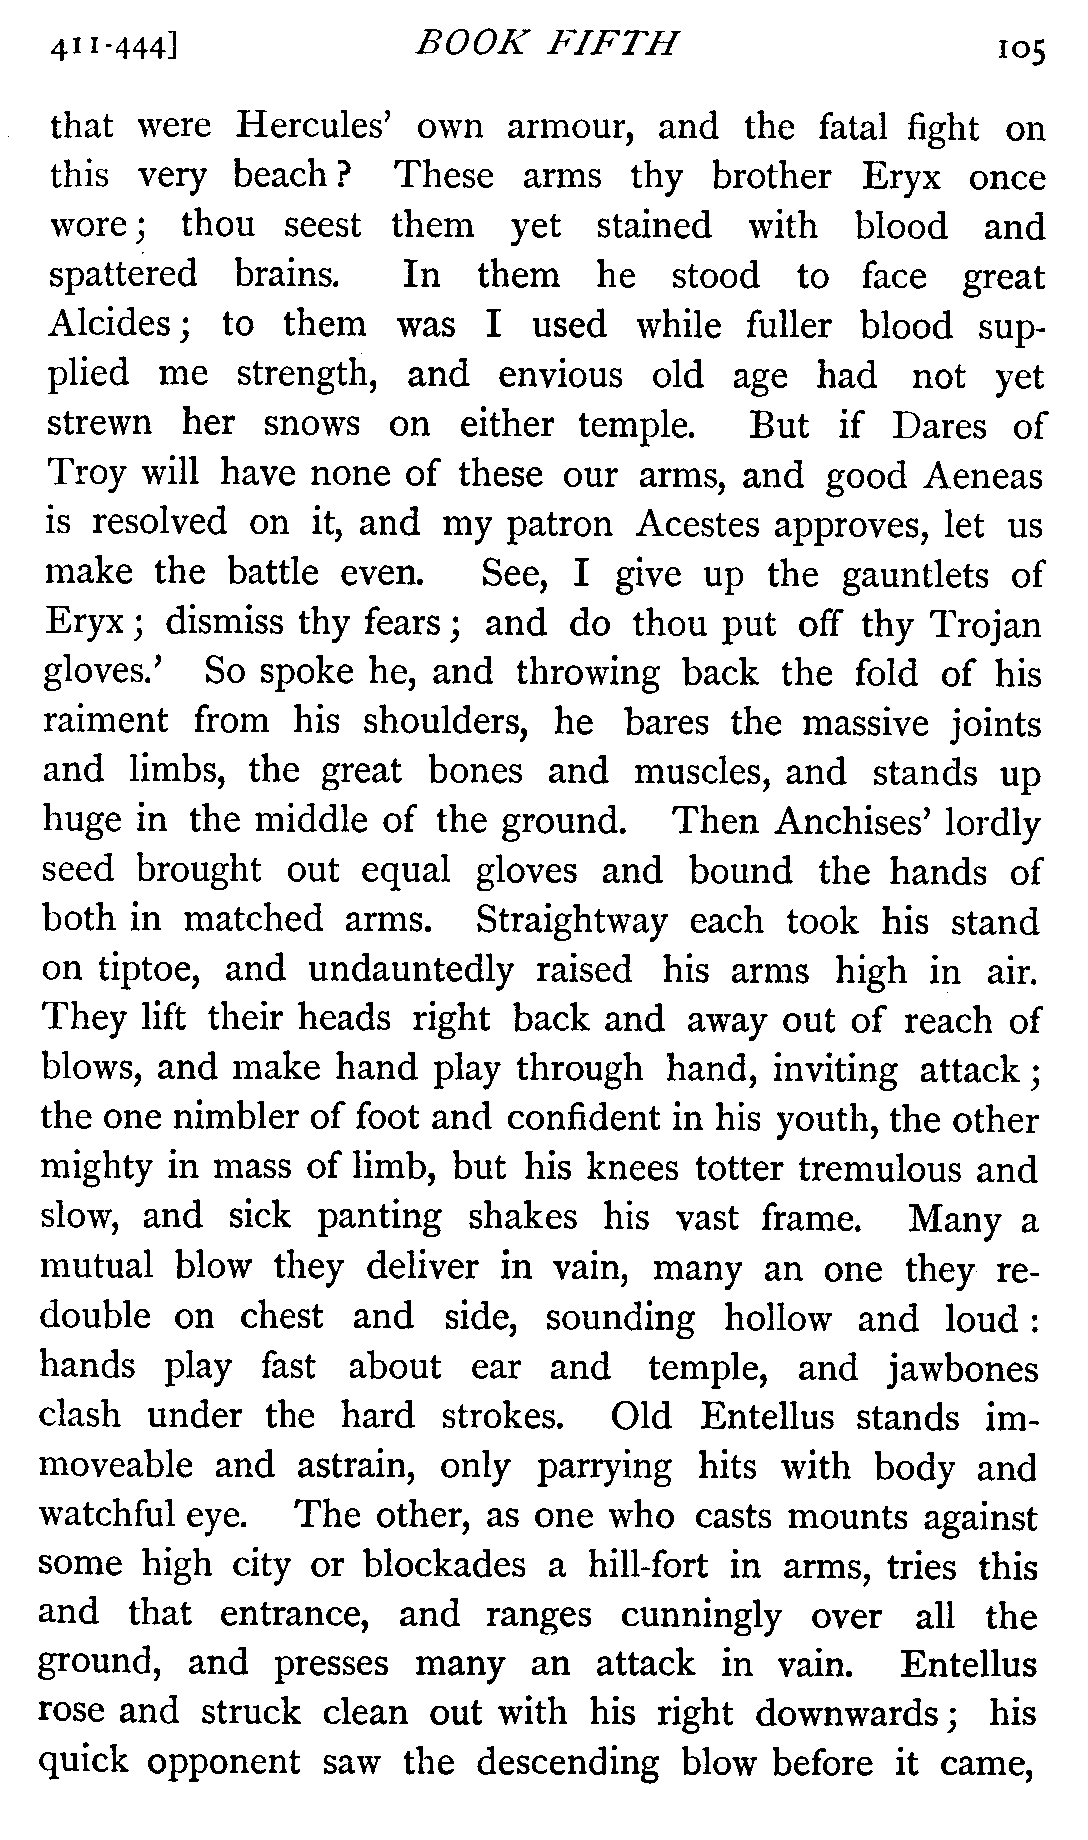 411-444] BOOK FIFTH 105
that were Hercules’ own armour, and the fatal fight on
this very beach? These arms thy brother Eryx once
wore; thou seest them yet stained with blood and
spattered brains. In them he stood to face great
Alcides; to them was I used while fuller blood sup-
plied me strength, and envious old age had not yet
strewn her snows on either temple. But if Dares of
Troy will have none of these our arms, and good Aeneas
is resolved on it, and my patron Acestes approves, let us
make the battle even. See, I give up the gauntlets of
Eryx; dismiss thy fears; and do thou put off thy Trojan
gloves.’ So spoke he, and throwing back the fold of his
raiment from his shoulders, he bares the massive joints
and limbs, the great bones and muscles, and stands up
huge in the middle of the ground. Then Anchises’ lordly
seed brought out equal gloves and bound the hands of
both in matched arms. Straightway each took his stand
on tiptoe, and undauntedly raised his arms high in air.
They lift their heads right back and away out of reach of
blows, and make hand play through hand, inviting attack;
the one nimbler of foot and confident in his youth, the other
mighty in mass of limb, but his knees totter tremulous and
slow, and sick panting shakes his vast frame. Many a
mutual blow they deliver in vain, many an one they re-
double on chest and side, sounding hollow and loud:
hands play fast about ear and temple, and jawbones
clash under the hard strokes. Old Entellus stands im-
moveable and astrain, only parrying hits with body and
watchful eye. The other, as one who casts mounts against
some high city or blockades a hill-fort in arms, tries this
and that entrance, and ranges cunningly over all the
ground, and presses many an attack in vain. Entellus
rose and struck clean out with his right downwards; his
quick opponent saw the descending blow before it came,